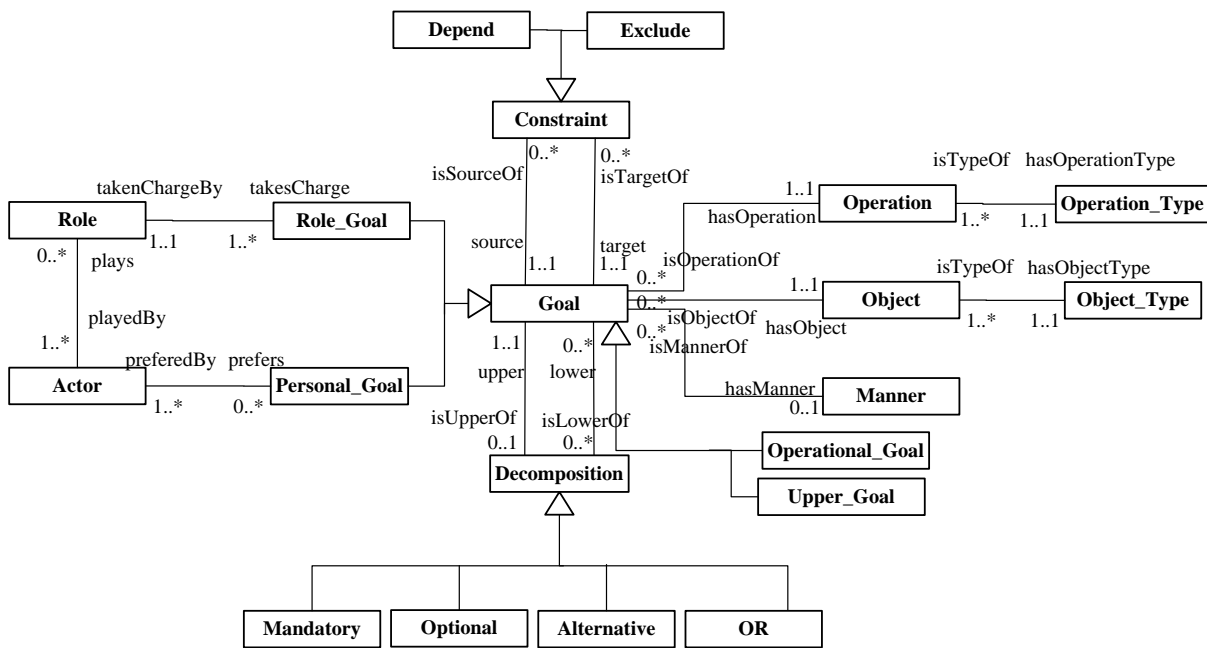 Depend Exclude
Constraint
0..* 0..*
isSourceOf isTargetOf
isTypeOf hasOperationType
takenChargeBy takesCharge
1..1
Role Role_Goal Operation Operation_Type
hasOperation
0..* 1..1 1..* 1..* 1..1
plays source target
isOperationOf isTypeOf hasObjectType
1..1 1..1 0..* 1..1
Goal 0..* Object Object_Type
playedBy isObjectOf hasObject 1..* 1..1
1..* 1..1 0..* 0..* isMannerOf
preferedBy prefers upper lower
Actor Personal_Goal hasManner Manner
1..* 0..* isUpperOf isLowerOf 0..1
0..1 0..* Operational_Goal
Decomposition
Upper_Goal
Mandatory Optional Alternative OR